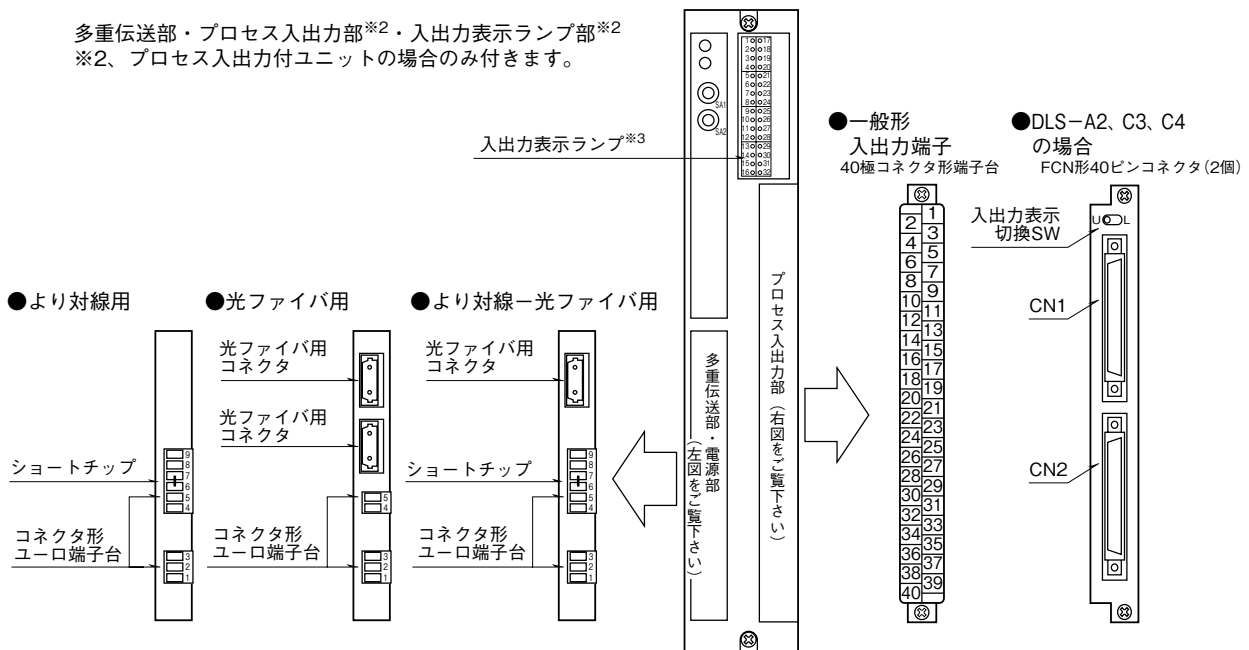 多重伝送部・プロセス入出力部※2・入出力表示ランプ部※2
※2、プロセス入出力付ユニットの場合のみ付きます。
入出力表示ランプ※3
1 17
2 18
3 19
4 20
5 21
6 22
7 23
8 24
9 25
10 26
11 27
12 28
13 29
14 30
15 31
16 32
SA1
SA2
多重伝送部・電源部
(左図をご覧下さい)
プロセス入出力部(右図をご覧下さい)
●より対線用
ショートチップ
コネクタ形
ユーロ端子台
9
8
7
6
5
4
3
2
1
●光ファイバ用
光ファイバ用
コネクタ
光ファイバ用
コネクタ
コネクタ形
ユーロ端子台
5
4
3
2
1
●より対線-光ファイバ用
光ファイバ用
コネクタ
ショートチップ
コネクタ形
ユーロ端子台
9
8
7
6
5
4
3
2
1
●一般形
入出力端子
40極コネクタ形端子台
1
2
3
4
5
6
7
8
9
10
11
12
13
14
15
16
17
18
19
20
21
22
23
24
25
26
27
28
29
30
31
32
33
34
35
36
37
38
39
40
●DLS-A2、C3、C4
の場合
FCN形40ピンコネクタ(2個)
入出力表示
切換SW
U L
CN1
CN2